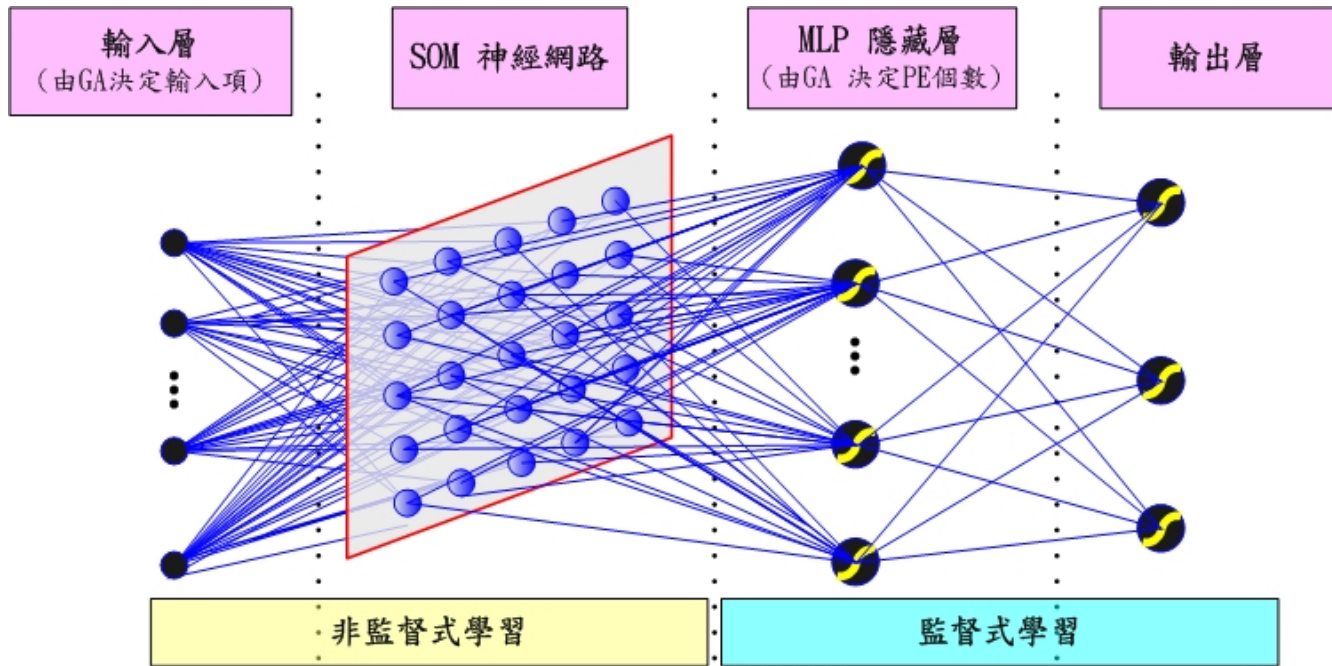 輸入層
(由GA決定輸入項)
SOM 神經網路
MLP 隱藏層
(由GA 決定PE個數)
輸出層
非監督式學習
監督式學習